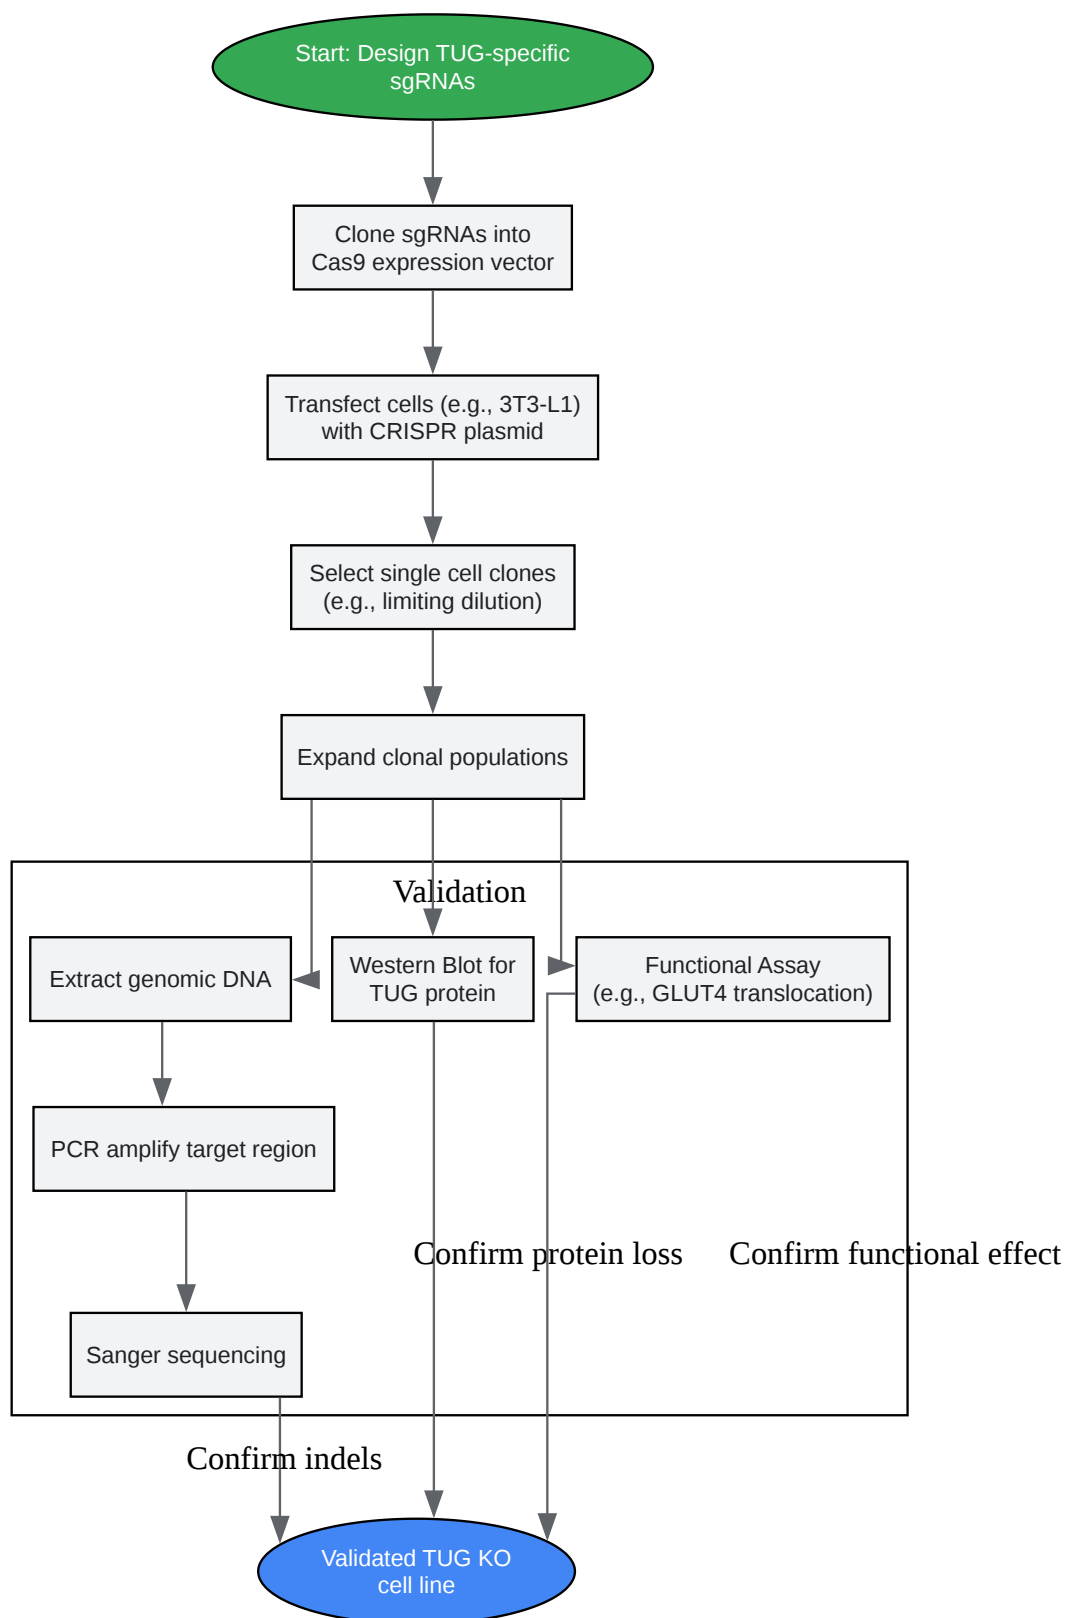 Start: Design TUG-specific
sgRNAs
Clone sgRNAs into
Cas9 expression vector
Transfect cells (e.g., 3T3-L1)
with CRISPR plasmid
Select single cell clones
(e.g., limiting dilution)
Expand clonal populations
Validation
Extract genomic DNA
Western Blot for
TUG protein
Functional Assay
(e.g., GLUT4 translocation)
PCR amplify target region
Confirm protein loss
Confirm functional effect
Sanger sequencing
Confirm indels
Validated TUG KO
cell line